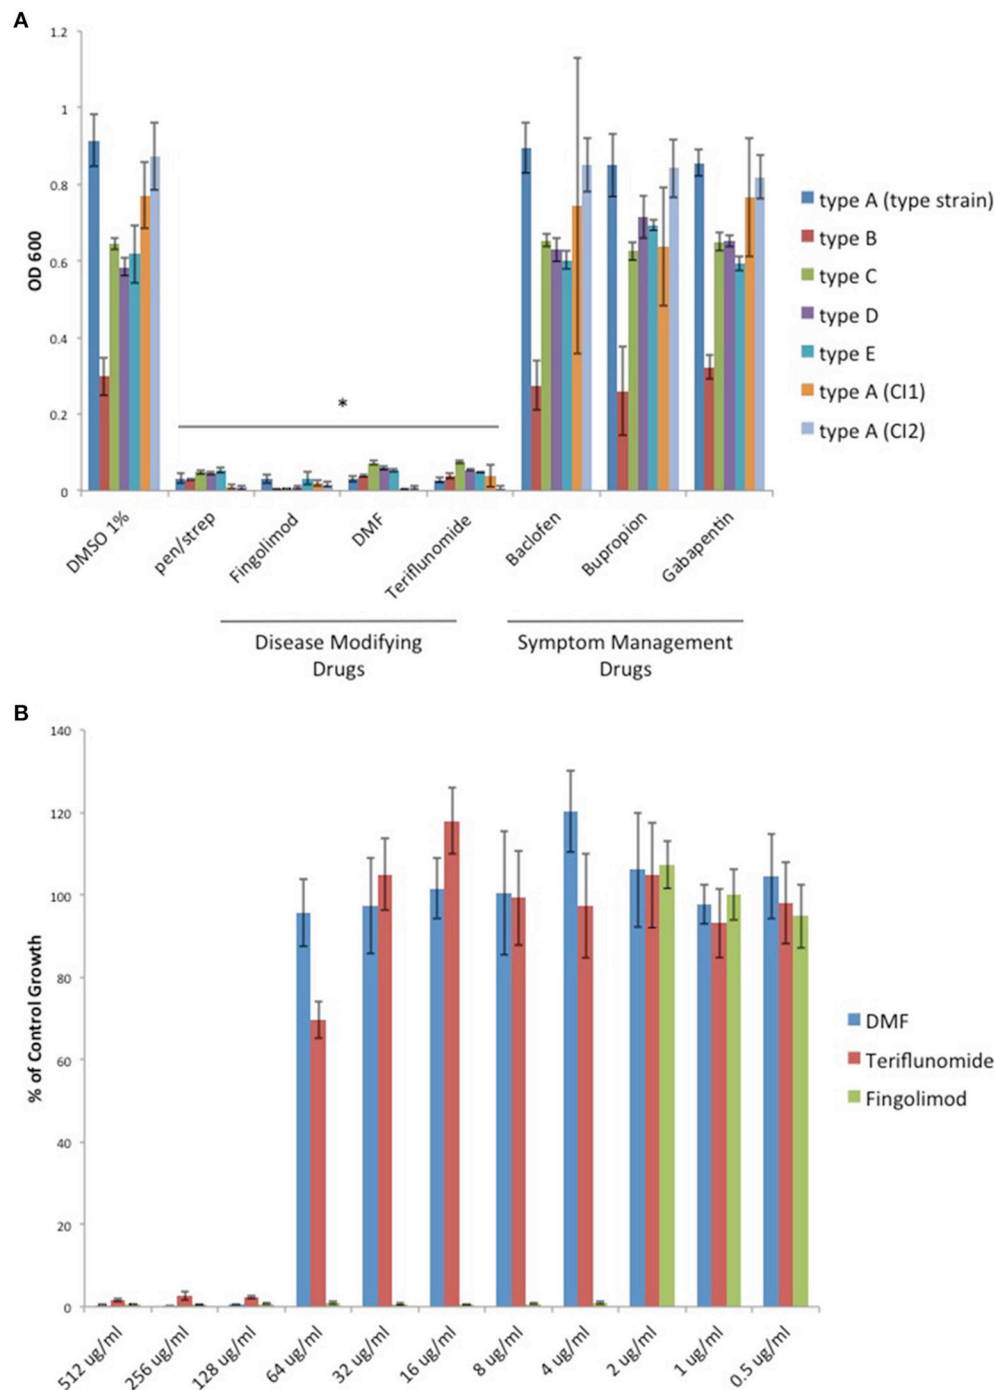 A
1.2
1
0.8
0.6
0.4
0.2
0
OD 600
*
DMSO 1%
pen/strep
Fingolimod
DMF
Teriflunomide
Baclofen
Bupropion
Gabapentin
Disease Modifying
Drugs
Symptom Management
Drugs
type A (type strain)
type B
type C
type D
type E
type A (CI1)
type A (CI2)
B
140
120
100
80
60
40
20
0
% of Control Growth
512 ug/ml
256 ug/ml
128 ug/ml
64 ug/ml
32 ug/ml
16 ug/ml
8 ug/ml
4 ug/ml
2 ug/ml
1 ug/ml
0.5 ug/ml
DMF
Teriflunomide
Fingolimod